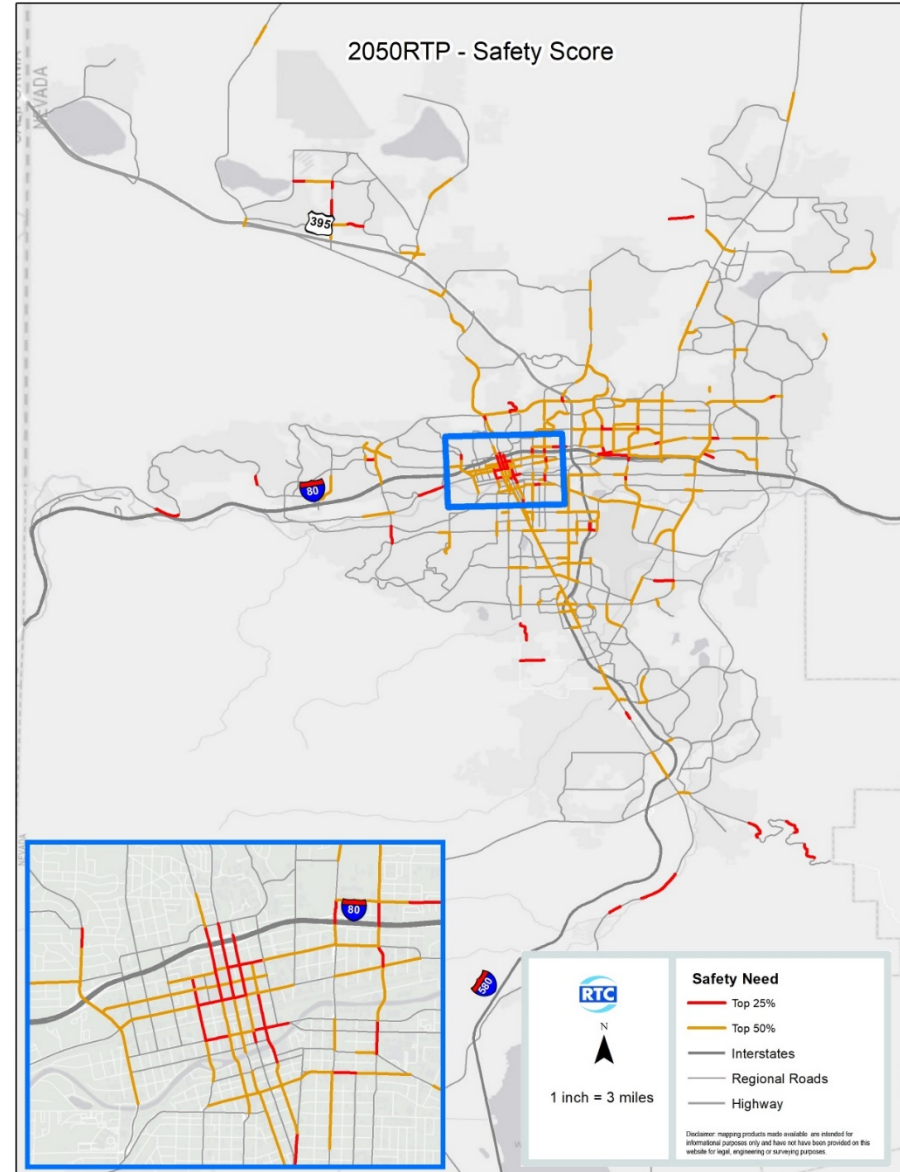 2050RTP - Safety Score
CALIFORNIA
NEVADA
395
80
NEVADA
80
580
RTC
N
1 inch = 3 miles
Safety Need
Top 25%
Top 50%
Interstates
Regional Roads
Highway
Disclaimer: mapping products made available are intended for
informational purposes only and have not have been provided on this
website for legal, engineering or surveying purposes.